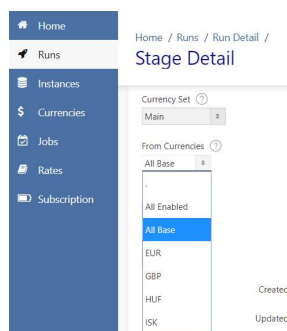 Home
Runs
Instances
Currencies
Jobs
Rates
Subscription
Home / Runs / Run Detail /
Stage Detail
Currency Set ?
Main
From Currencies ?
All Base
-
All Enabled
All Base
EUR
GBP
HUF
ISK
Created
Updated